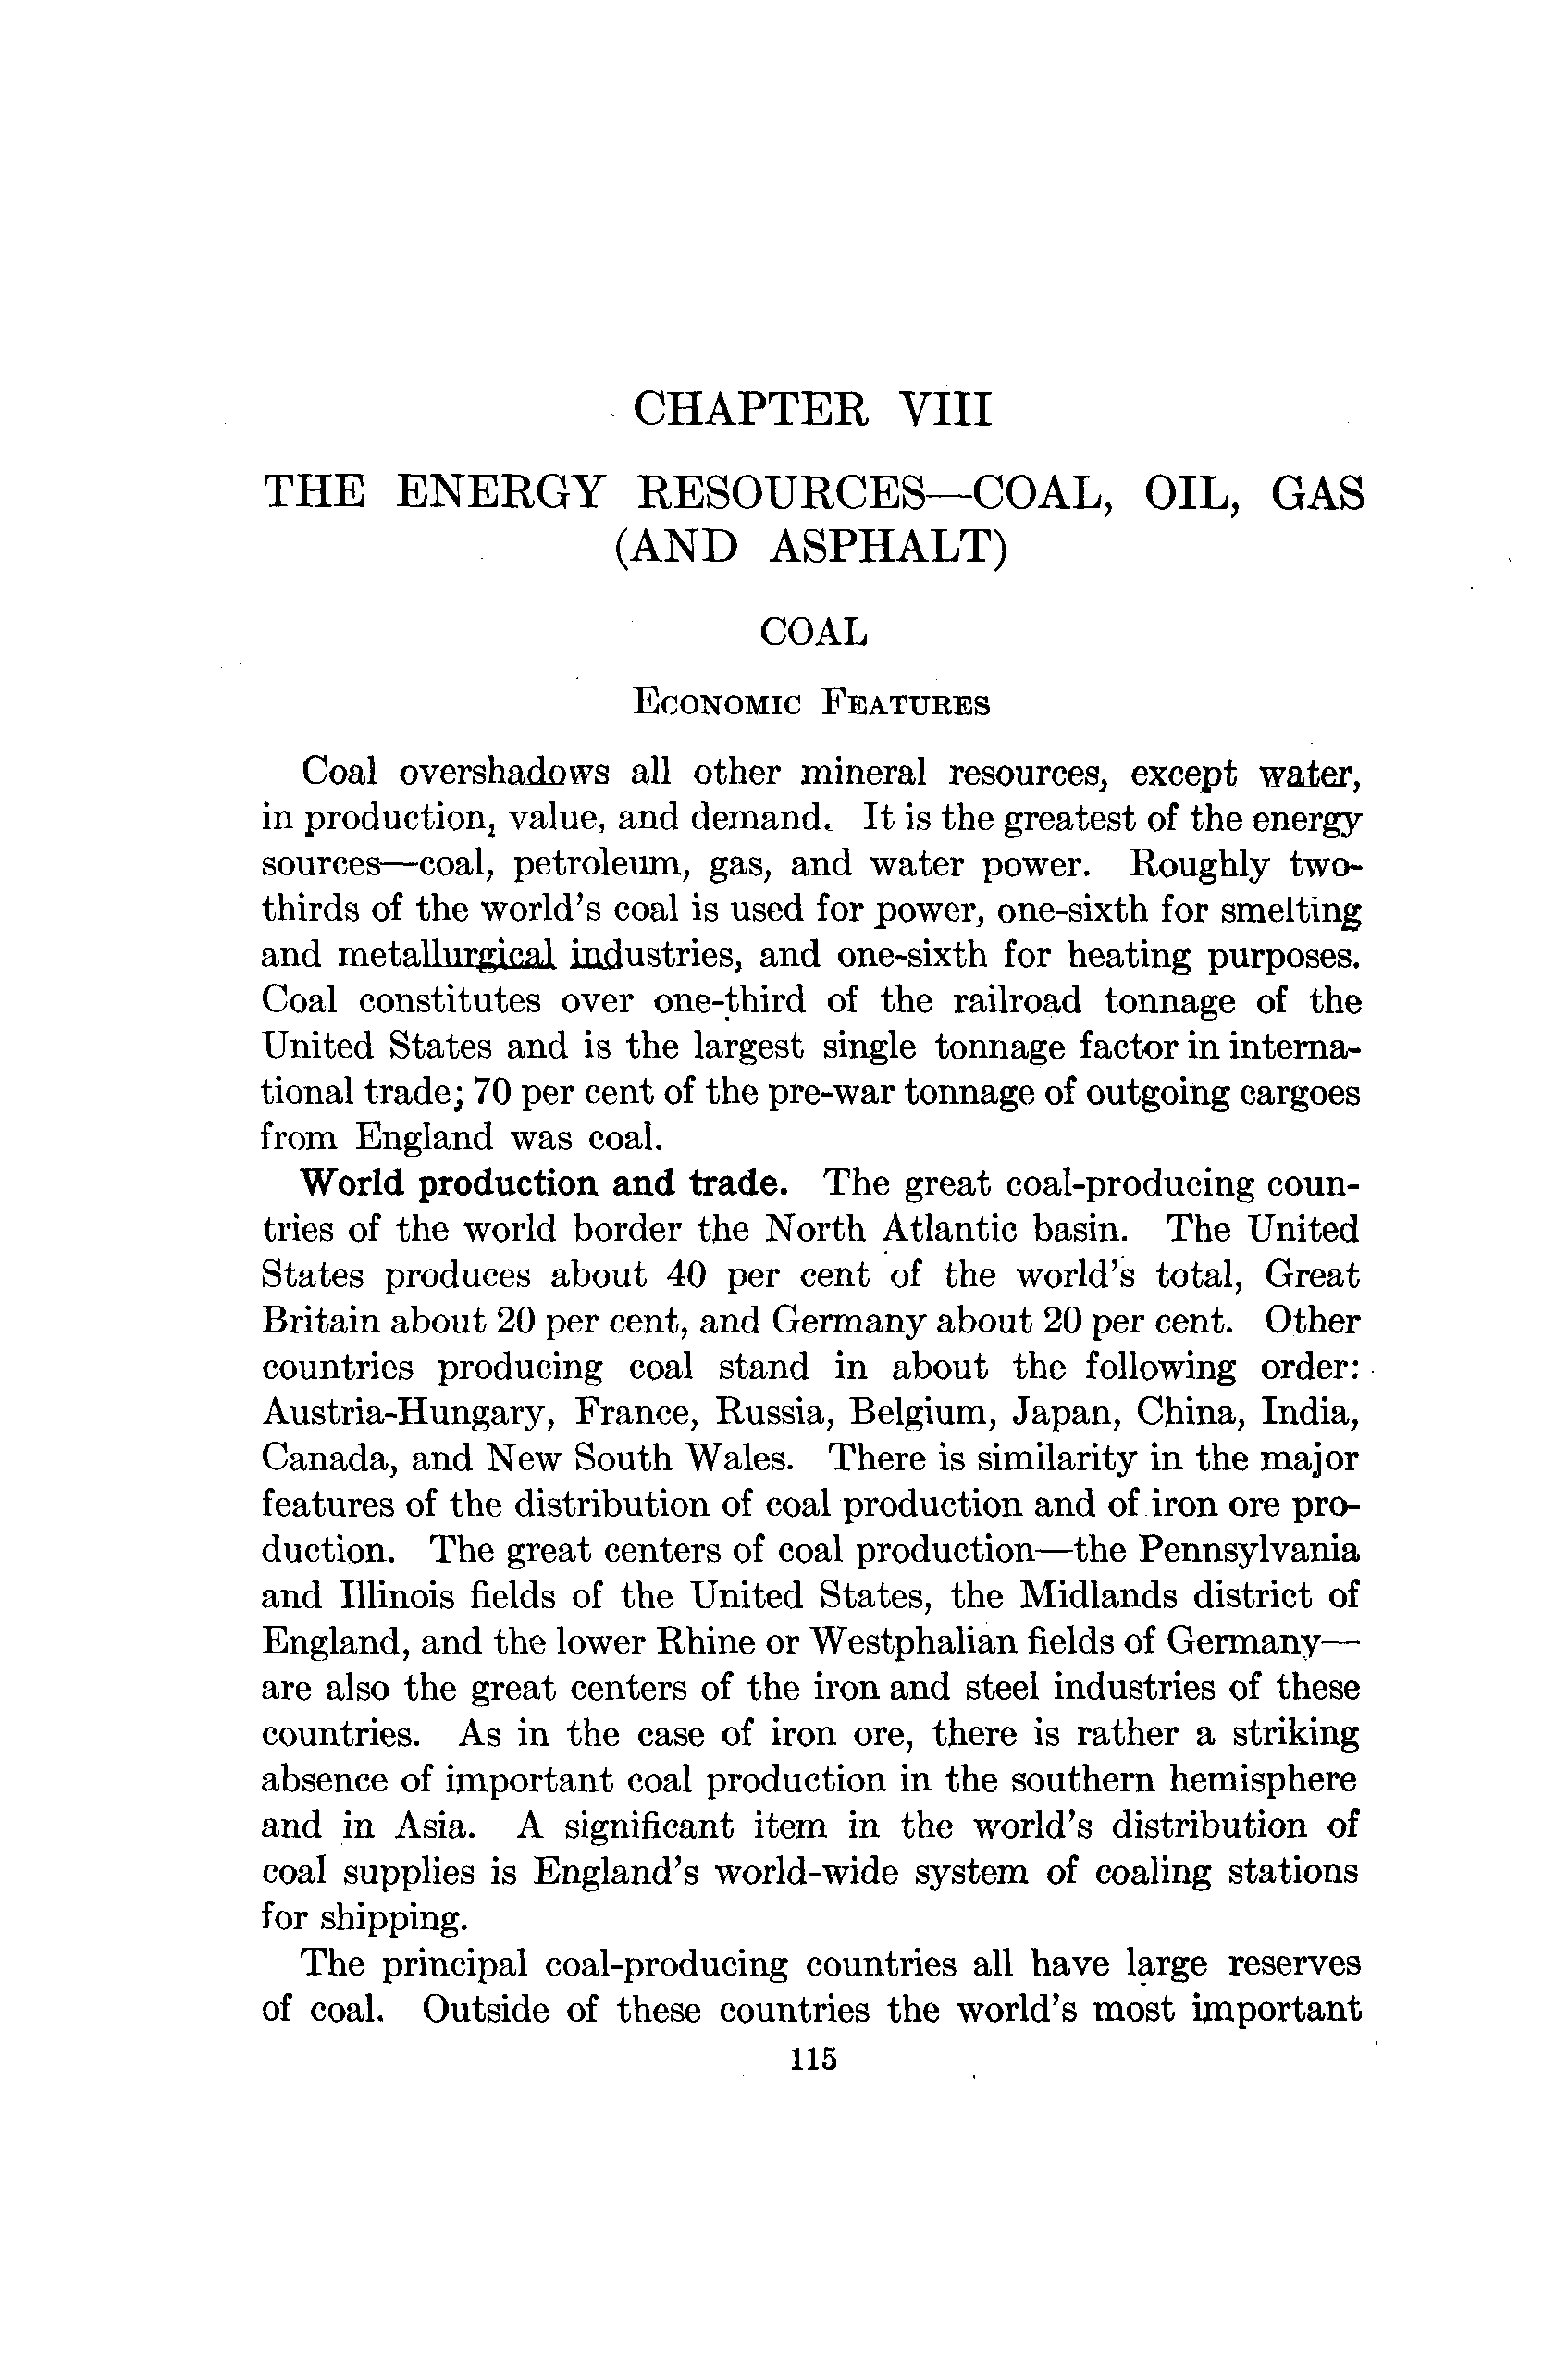 CHAPTER VIII
THE ENERGY RESOURCES—COAL, OIL, GAS
(AND ASPHALT)
COAL
ECONOMIC FEATURES
Coal overshadows all other mineral resources, except water,
in production, value, and demand. It is the greatest of the energy
sources—coal, petroleum, gas, and water power. Roughly two-
thirds of the world's coal is used for power, one-sixth for smelting
and metallurgical industries, and one-sixth for heating purposes.
Coal constitutes over one-third of the railroad tonnage of the
United States and is the largest single tonnage factor in interna-
tional trade; 70 per cent of the pre-war tonnage of outgoing cargoes
from England was coal.
World production and trade. The great coal-producing coun-
tries of the world border the North Atlantic basin. The United
States produces about 40 per cent of the world's total, Great
Britain about 20 per cent, and Germany about 20 per cent. Other
countries producing coal stand in about the following order:
Austria-Hungary, France, Russia, Belgium, Japan, China, India,
Canada, and New South Wales. There is similarity in the major
features of the distribution of coal production and of iron ore pro-
duction. The great centers of coal production—the Pennsylvania
and Illinois fields of the United States, the Midlands district of
England, and the lower Rhine or Westphalian fields of Germany—
are also the great centers of the iron and steel industries of these
countries. As in the case of iron ore, there is rather a striking
absence of important coal production in the southern hemisphere
and in Asia. A significant item in the world's distribution of
coal supplies is England's world-wide system of coaling stations
for shipping.
The principal coal-producing countries all have large reserves
of coal. Outside of these countries the world's most important
115